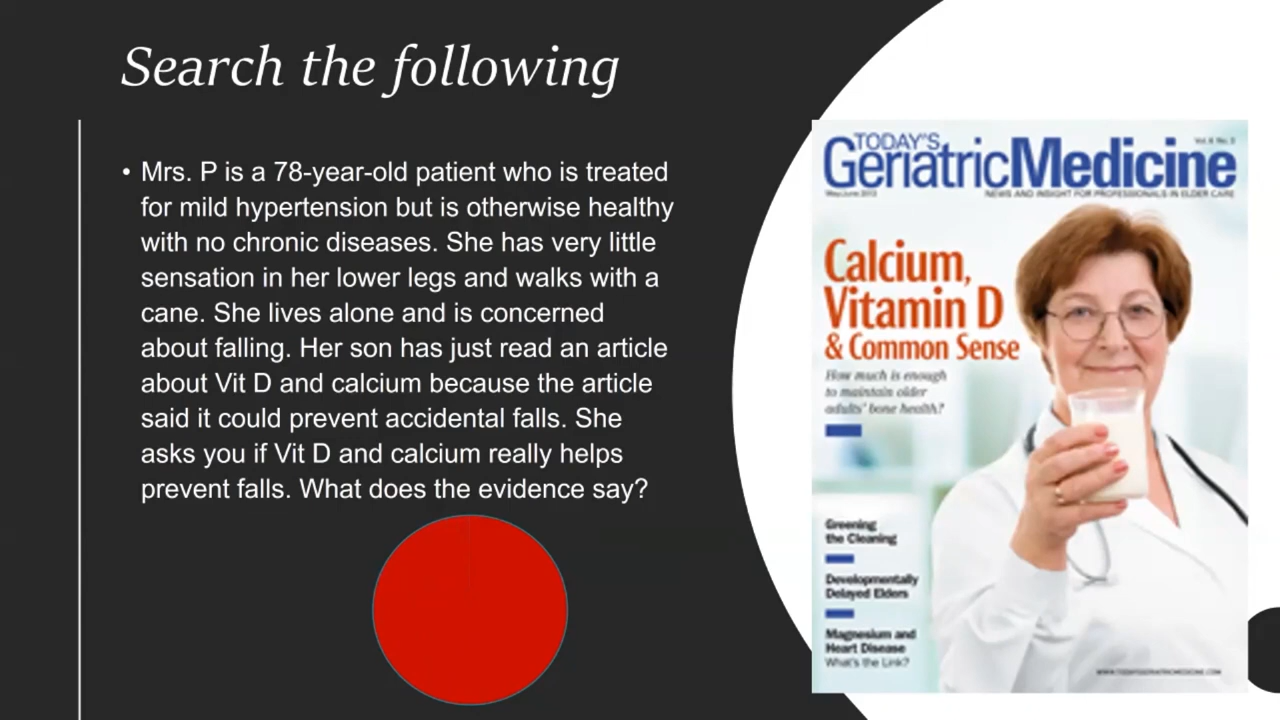 Search the following
• Mrs. P is a 78-year-old patient who is treated
for mild hypertension but is otherwise healthy
with no chronic diseases. She has very little
sensation in her lower legs and walks with a
cane. She lives alone and is concerned
about falling. Her son has just read an article
about Vit D and calcium because the article
said it could prevent accidental falls. She
asks you if Vit D and calcium really helps
prevent falls. What does the evidence say?
TODAY'S
GeriatricMedicine
NEWS AND INSIGHT FOR PROFESSIONALS IN ELDER CARE
Calcium,
Vitamin D
& Common Sense
How much is enough
to maintain older
adults' bone health?
Greening
the Cleaning
Developmentally
Delayed Elders
Magnesium and
Heart Disease
What's the Link?
WWW.TODAYSGERIATRICMEDICINE.COM